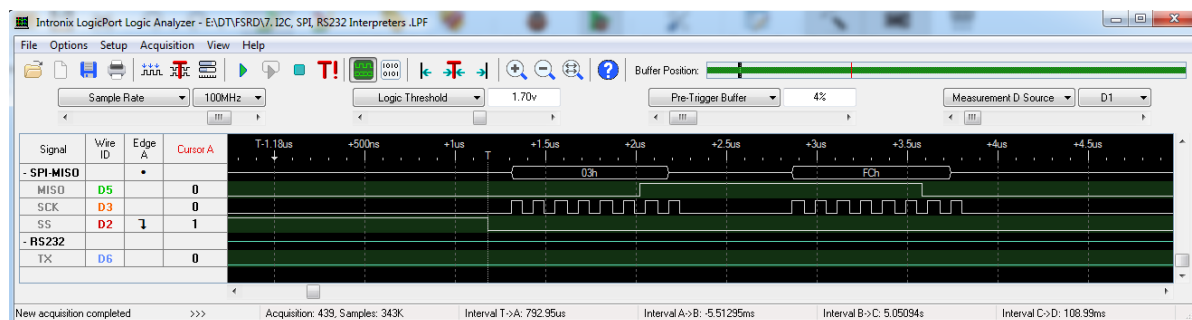 Intronix LogicPort Logic Analyzer - E:\DT\FSRD\7. I2C, SPI, RS232 Interpreters .LPF
File Options Setup Acquisition View Help
T! 1010 0101 T ? Buffer Position:
Sample Rate 100MHz Logic Threshold 1.70v Pre-Trigger Buffer 4% Measurement D Source D1
Signal Wire ID Edge A Cursor A T-1.18us +500ns +1us +1.5us +2us +2.5us +3us +3.5us +4us +4.5us
T
- SPI-MISO 03h FCh
MISO D5 0
SCK D3 0
SS D2 1
- RS232
TX D6 0
New acquisition completed >>> Acquisition: 439, Samples: 343K Interval T->A: 792.95us Interval A->B: -5.51295ms Interval B->C: 5.05094s Interval C->D: 108.99ms